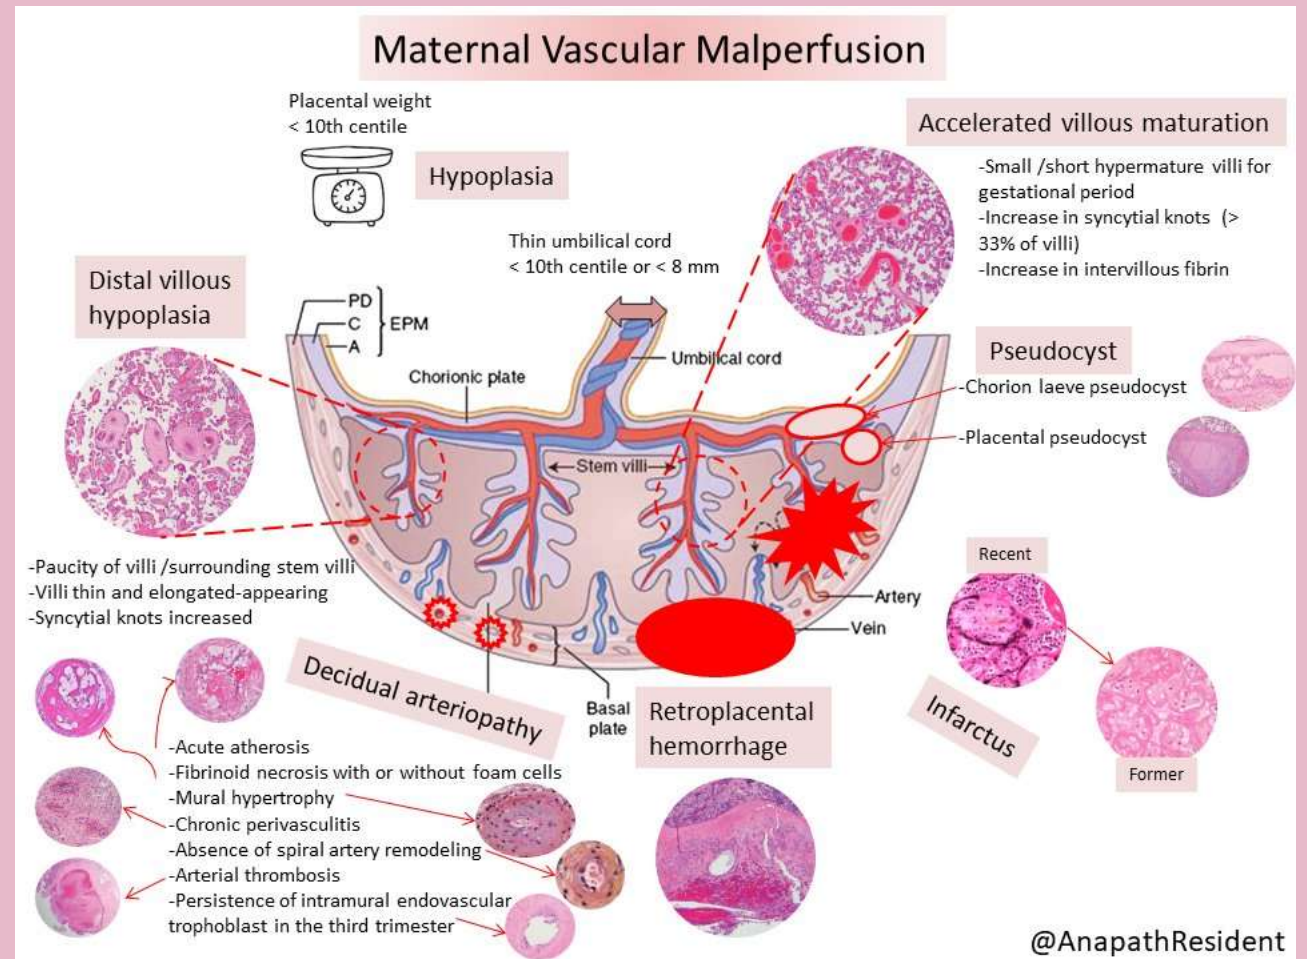 Maternal Vascular Malperfusion
Placental weight
< 10th centile
Hypoplasia
Accelerated villous maturation
-Small /short hypermature villi for
gestational period
-Increase in syncytial knots (>
33% of villi)
-Increase in intervillous fibrin
Thin umbilical cord
< 10th centile or < 8 mm
Distal villous
hypoplasia
PD
C
A
EPM
Chorionic plate
Umbilical cord
Pseudocyst
-Chorion laeve pseudocyst
-Placental pseudocyst
Stem villi
-Paucity of villi /surrounding stem villi
-Villi thin and elongated-appearing
-Syncytial knots increased
Recent
Artery
Vein
Decidual arteriopathy
Basal
plate
Retroplacental
hemorrhage
Infarctus
Former
-Acute atherosis
-Fibrinoid necrosis with or without foam cells
-Mural hypertrophy
-Chronic perivasculitis
-Absence of spiral artery remodeling
-Arterial thrombosis
-Persistence of intramural endovascular
trophoblast in the third trimester
@AnapathResident